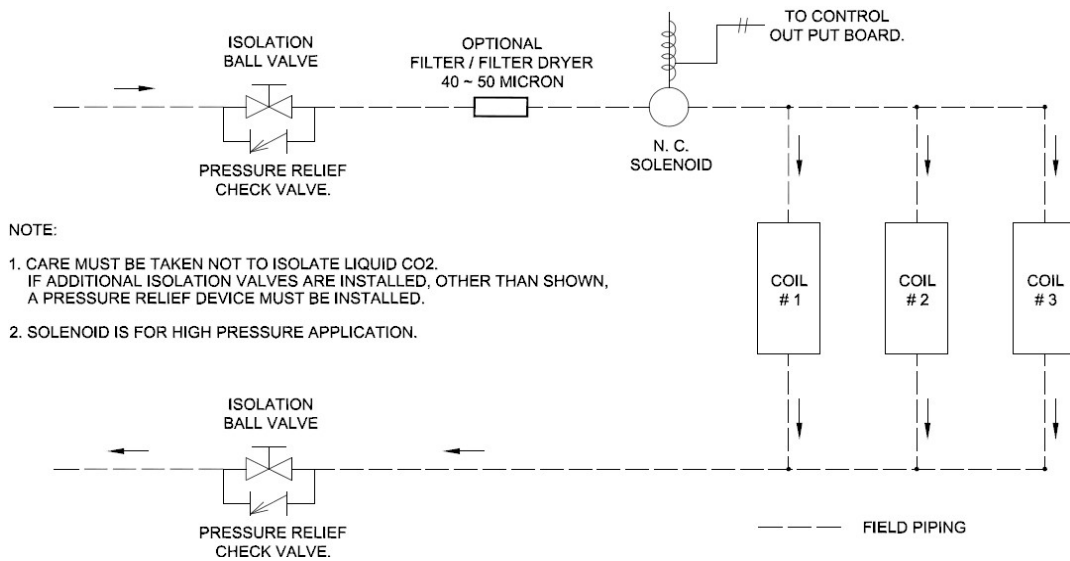 ISOLATION
BALL VALVE
OPTIONAL
FILTER / FILTER DRYER
40 ~ 50 MICRON
TO CONTROL
OUT PUT BOARD.
PRESSURE RELIEF
CHECK VALVE.
N. C.
SOLENOID
NOTE:
1. CARE MUST BE TAKEN NOT TO ISOLATE LIQUID CO2.
IF ADDITIONAL ISOLATION VALVES ARE INSTALLED, OTHER THAN SHOWN,
A PRESSURE RELIEF DEVICE MUST BE INSTALLED.
2. SOLENOID IS FOR HIGH PRESSURE APPLICATION.
COIL
# 1
COIL
# 2
COIL
# 3
ISOLATION
BALL VALVE
PRESSURE RELIEF
CHECK VALVE.
FIELD PIPING